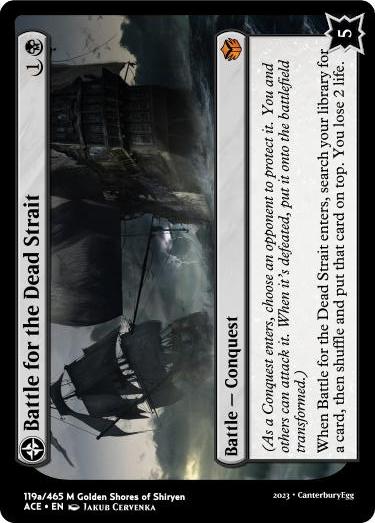 Battle for the Dead Strait
Battle – Conquest
(As a Conquest enters, choose an opponent to protect it. You and
others can attack it. When it's defeated, put it onto the battlefield
transformed.)
When Battle for the Dead Strait enters, search your library for
a card, then shuffle and put that card on top. You lose 2 life.
5
119a/465 M Golden Shores of Shiryen
ACE • EN Jakub Cervenka
2023 · CanterburyEgg